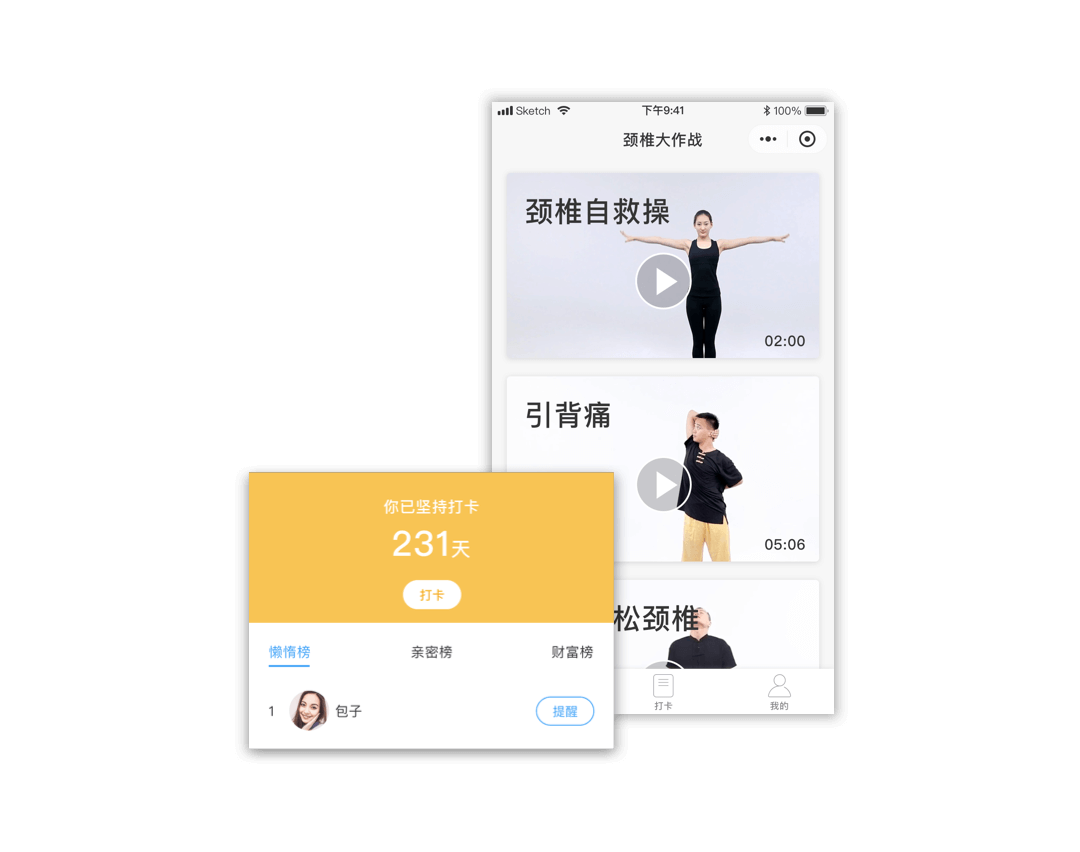 Sketch 下午9:41 100%
颈椎大作战
颈椎自救操
02:00
引背痛
05:06
松颈椎
打卡 我的
你已坚持打卡
231天
打卡
懒惰榜 亲密榜 财富榜
1 包子 提醒